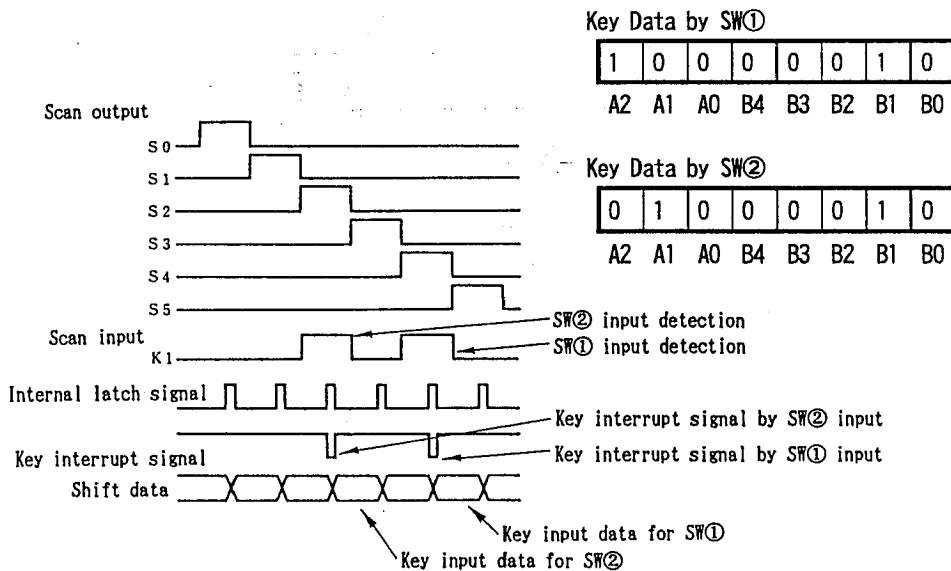 Key Data by SW①
1 0 0 0 0 0 1 0
A2 A1 A0 B4 B3 B2 B1 B0
Key Data by SW②
0 1 0 0 0 0 1 0
A2 A1 A0 B4 B3 B2 B1 B0
Scan output
S0
S1
S2
S3
S4
S5
Scan input
K1
SW② input detection
SW① input detection
Internal latch signal
Key interrupt signal by SW② input
Key interrupt signal
Key interrupt signal by SW① input
Shift data
Key input data for SW①
Key input data for SW②